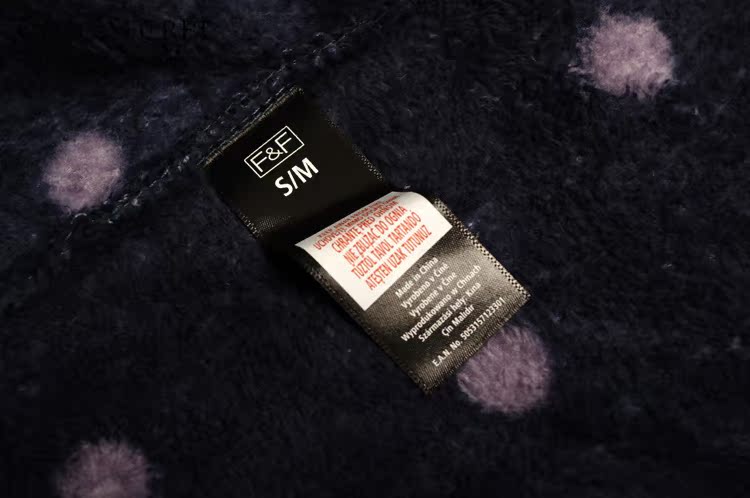 F&F
S/M
CHRAŇTE PŘED OHNĚM
NIE ZBLIŻAĆ DO OGNIA
TŰZTŐL TÁVOL TARTANDÓ
ATEŞTEN UZAK TUTUNUZ
Made in China
Vyrobeno v Číně
Vyrobené v Číne
Wyprodukowano w Chinach
Származási hely: Kína
Çin Malıdır
E.A.N. No. 5053157123301